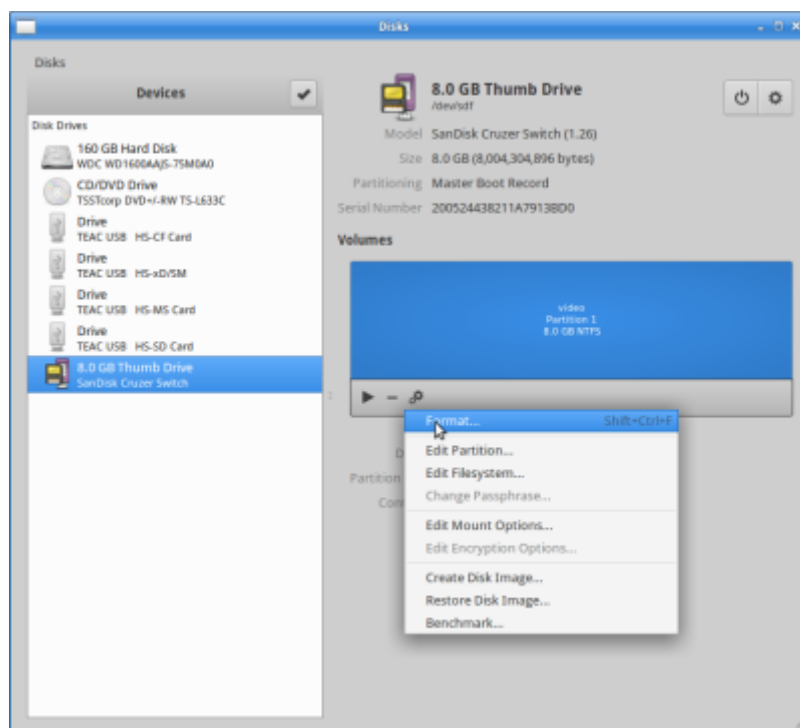 Disks
Disks
Devices
Disk Drives
160 GB Hard Disk
WDC WD1600AAJS-75M0A0
CD/DVD Drive
TSSTcorp DVD+/-RW TS-L633C
Drive
TEAC USB HS-CF Card
Drive
TEAC USB HS-xD/SM
Drive
TEAC USB HS-MS Card
Drive
TEAC USB HS-SD Card
8.0 GB Thumb Drive
SanDisk Cruzer Switch
8.0 GB Thumb Drive
/dev/sdf
Model SanDisk Cruzer Switch (1.26)
Size 8.0 GB (8,004,304,896 bytes)
Partitioning Master Boot Record
Serial Number 200524438211A7913BD0
Volumes
video
Partition 1
8.0 GB NTFS
Format... Shift+Ctrl+F
Edit Partition...
Edit Filesystem...
Partition
Change Passphrase...
Edit Mount Options...
Edit Encryption Options...
Create Disk Image...
Restore Disk Image...
Benchmark...